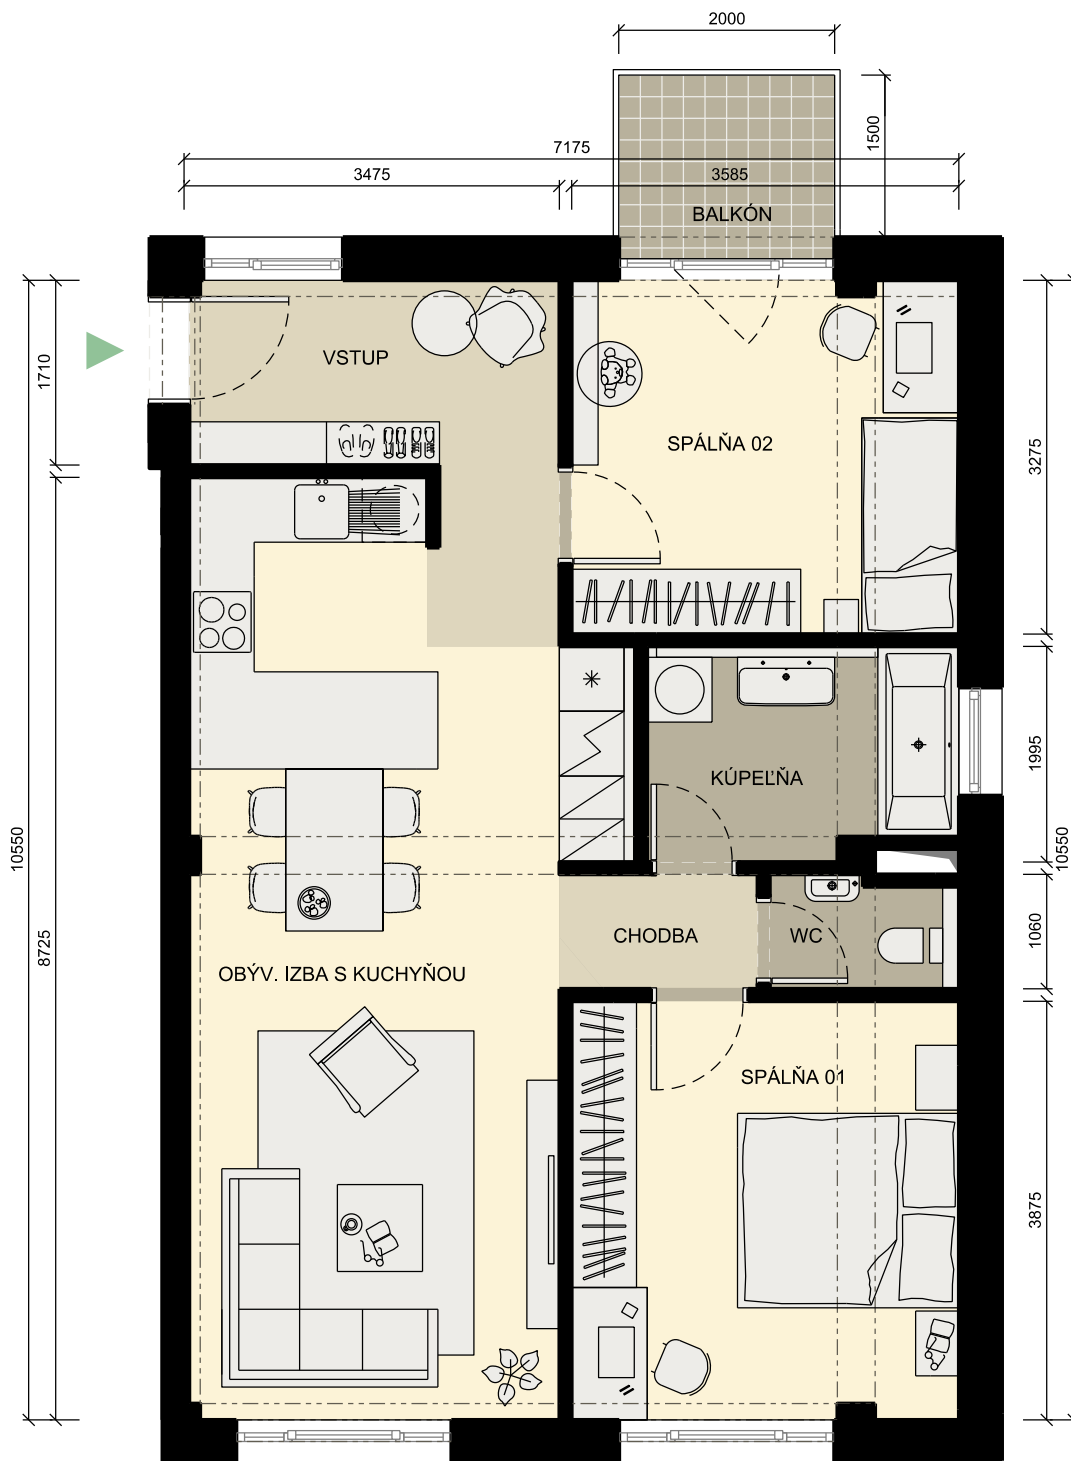 2000
1500
7175
3475
3585
BALKÓN
VSTUP
1710
SPÁLŇA 02
3275
10550
8725
KÚPEĽŇA
1995
10550
CHODBA
WC
1060
OBÝV. IZBA S KUCHYŇOU
SPÁLŇA 01
3875